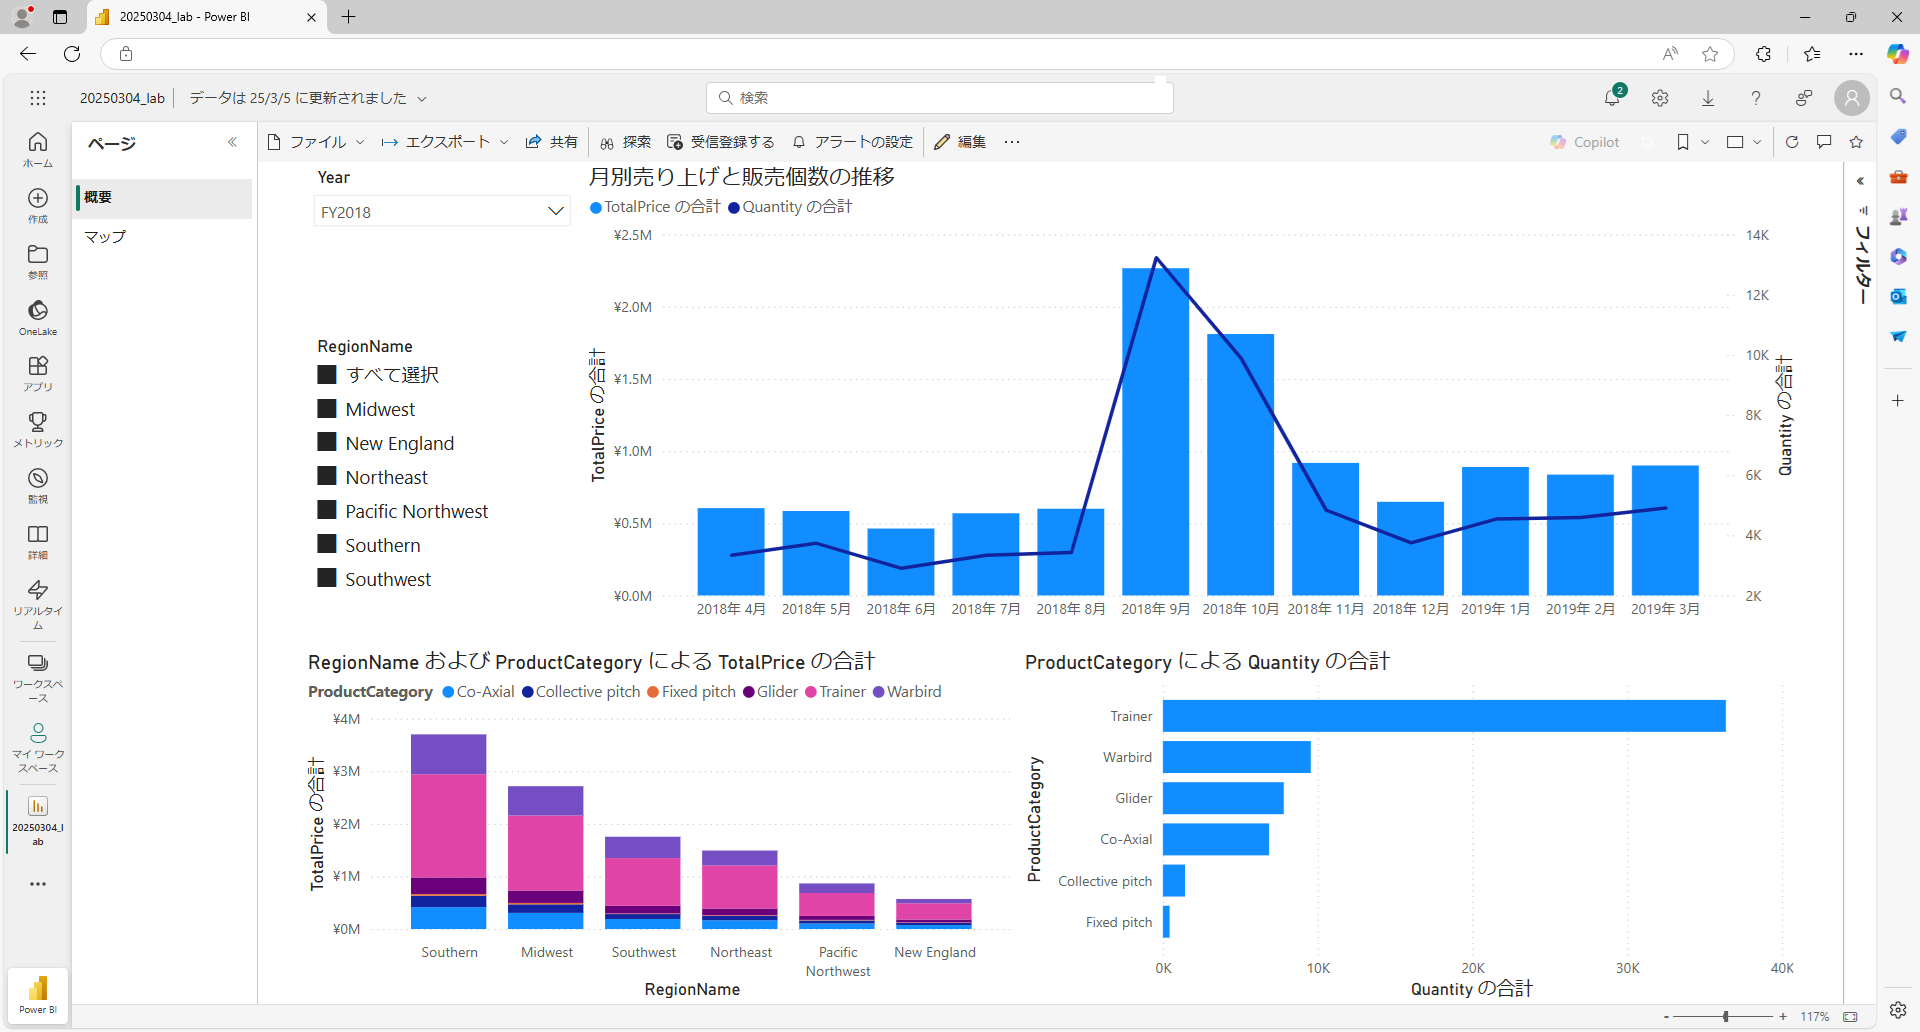 20250304_lab - Power BI
20250304_lab
データは 25/3/5 に更新されました
検索
2
ホーム
作成
参照
OneLake
アプリ
メトリック
監視
詳細
リアルタイム
ワークスペース
マイ ワークスペース
20250304_lab
Power BI
ページ
概要
マップ
ファイル
エクスポート
共有
探索
受信登録する
アラートの設定
編集
Copilot
フィルター
Year
FY2018
RegionName
すべて選択
Midwest
New England
Northeast
Pacific Northwest
Southern
Southwest
月別売り上げと販売個数の推移
TotalPrice の合計 Quantity の合計
TotalPrice の合計
¥2.5M
¥2.0M
¥1.5M
¥1.0M
¥0.5M
¥0.0M
14K
12K
10K
8K
6K
4K
2K
Quantity の合計
2018年 4月 2018年 5月 2018年 6月 2018年 7月 2018年 8月 2018年 9月 2018年 10月 2018年 11月 2018年 12月 2019年 1月 2019年 2月 2019年 3月
RegionName および ProductCategory による TotalPrice の合計
ProductCategory Co-Axial Collective pitch Fixed pitch Glider Trainer Warbird
TotalPrice の合計
¥4M
¥3M
¥2M
¥1M
¥0M
Southern Midwest Southwest Northeast Pacific Northwest New England
RegionName
ProductCategory による Quantity の合計
ProductCategory
Trainer
Warbird
Glider
Co-Axial
Collective pitch
Fixed pitch
0K 10K 20K 30K 40K
Quantity の合計
- + 117%